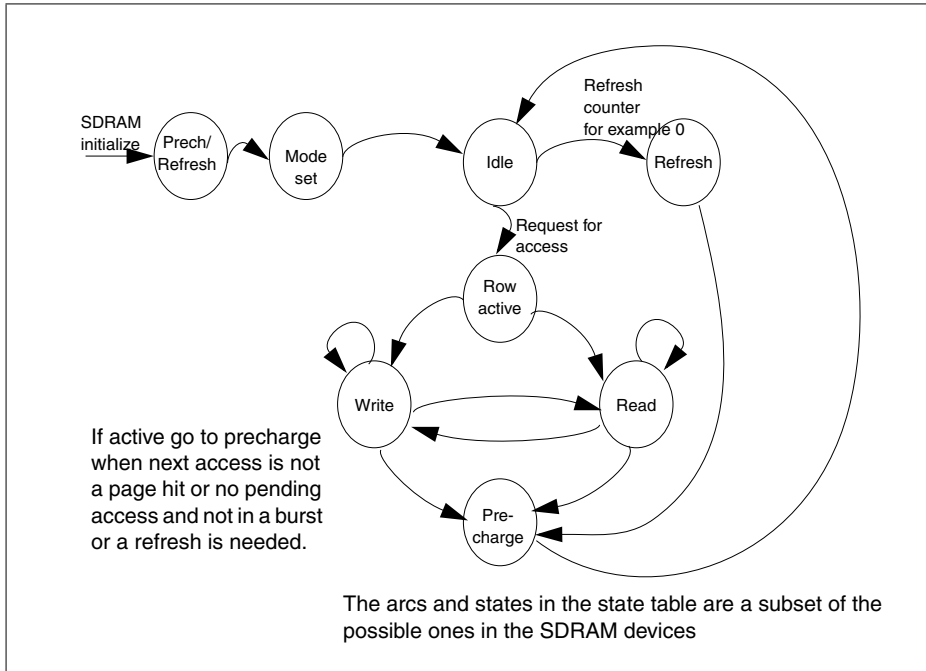 SDRAM
initialize
Prech/
Refresh
Mode
set
Idle
Refresh
counter
for example 0
Refresh
Request for
access
Row
active
Write
Read
If active go to precharge
when next access is not
a page hit or no pending
access and not in a burst
or a refresh is needed.
Pre-
charge
The arcs and states in the state table are a subset of the
possible ones in the SDRAM devices